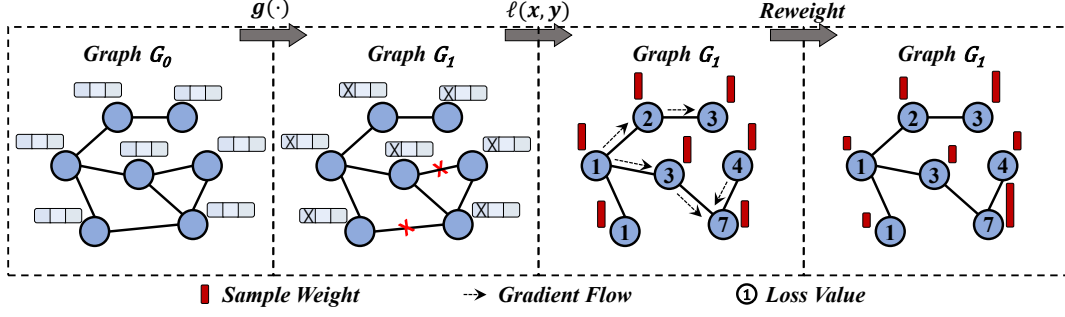 g(·)
ℓ(x, y)
Reweight
Graph G₀
Graph G₁
Graph G₁
Graph G₁
X
X
X
X
X
X
X
2
3
1
3
4
1
7
2
3
1
3
4
1
7
Sample Weight
Gradient Flow
1 Loss Value